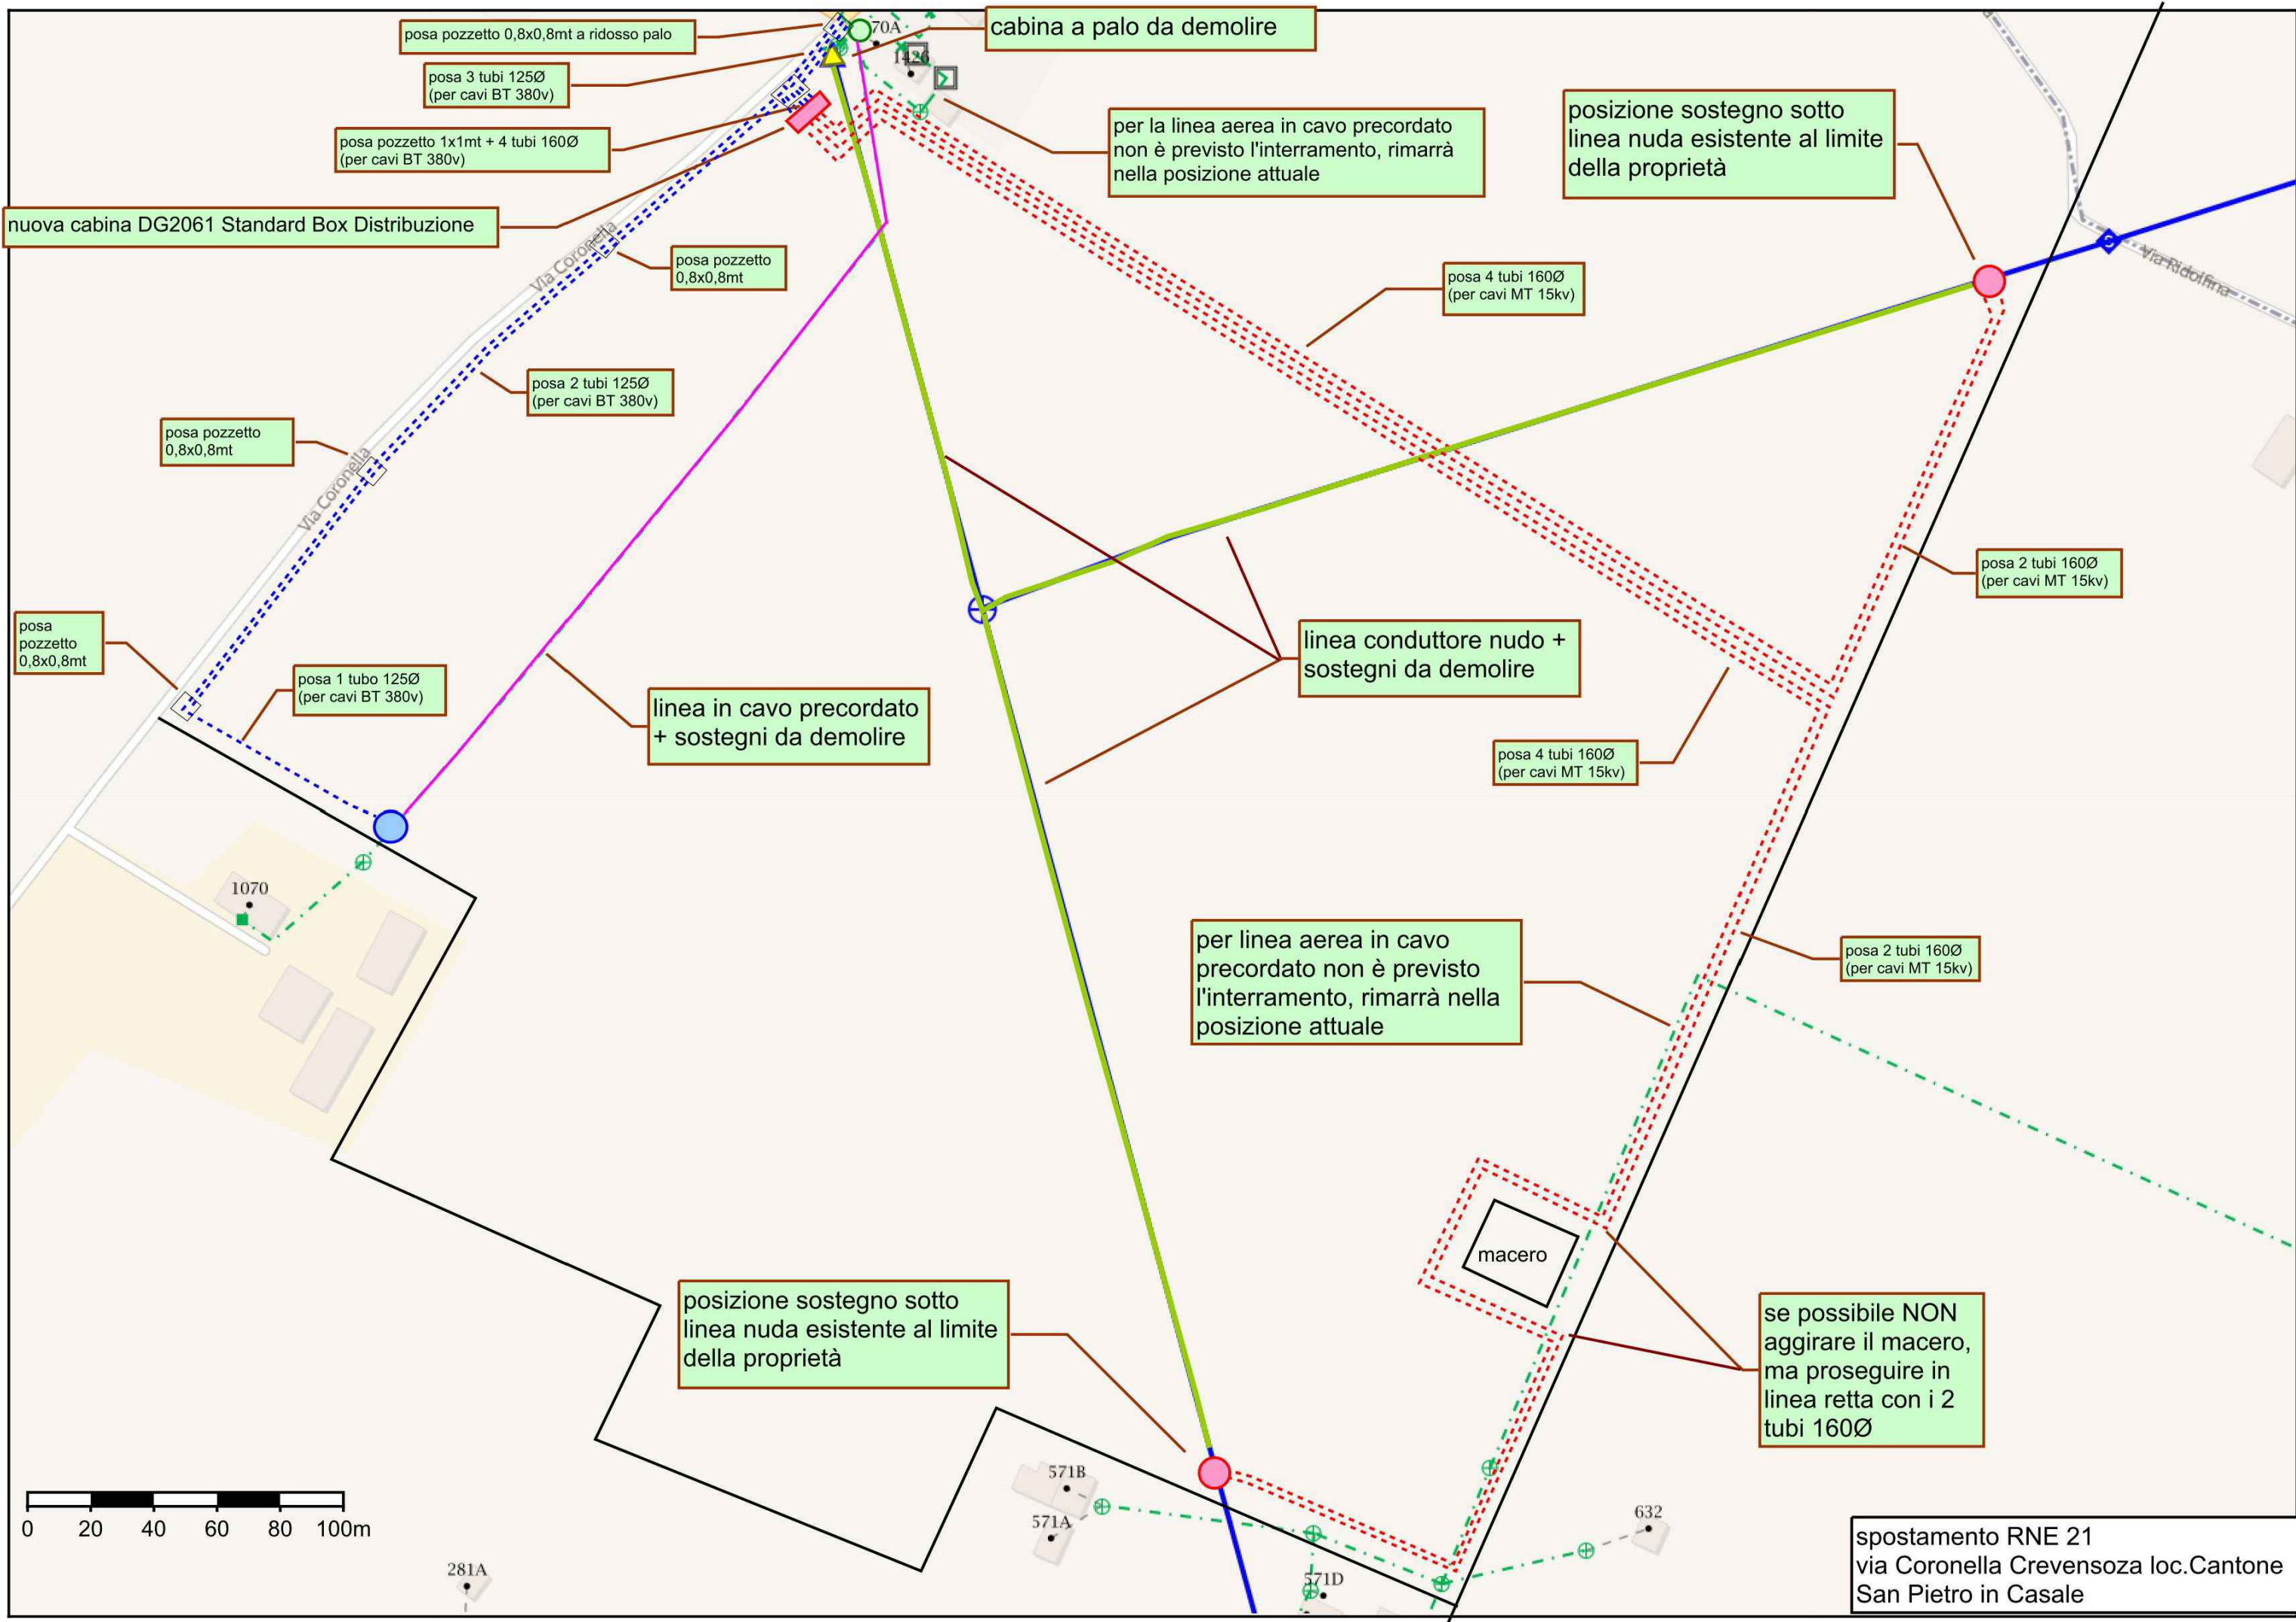 posa pozzetto 0,8x0,8mt a ridosso palo
cabina a palo da demolire
70A
1426
posa 3 tubi 125Ø
(per cavi BT 380v)
posa pozzetto 1x1mt + 4 tubi 160Ø
(per cavi BT 380v)
per la linea aerea in cavo precordato
non è previsto l'interramento, rimarrà
nella posizione attuale
posizione sostegno sotto
linea nuda esistente al limite
della proprietà
nuova cabina DG2061 Standard Box Distribuzione
Via Coronella
posa pozzetto
0,8x0,8mt
posa 4 tubi 160Ø
(per cavi MT 15kv)
Via Ridolfina
posa 2 tubi 125Ø
(per cavi BT 380v)
posa pozzetto
0,8x0,8mt
Via Coronella
posa 2 tubi 160Ø
(per cavi MT 15kv)
posa
pozzetto
0,8x0,8mt
posa 1 tubo 125Ø
(per cavi BT 380v)
linea in cavo precordato
+ sostegni da demolire
linea conduttore nudo +
sostegni da demolire
posa 4 tubi 160Ø
(per cavi MT 15kv)
1070
per linea aerea in cavo
precordato non è previsto
l'interramento, rimarrà nella
posizione attuale
posa 2 tubi 160Ø
(per cavi MT 15kv)
macero
posizione sostegno sotto
linea nuda esistente al limite
della proprietà
se possibile NON
aggirare il macero,
ma proseguire in
linea retta con i 2
tubi 160Ø
571B
571A
632
571D
281A
0 20 40 60 80 100m
spostamento RNE 21
via Coronella Crevensoza loc.Cantone
San Pietro in Casale